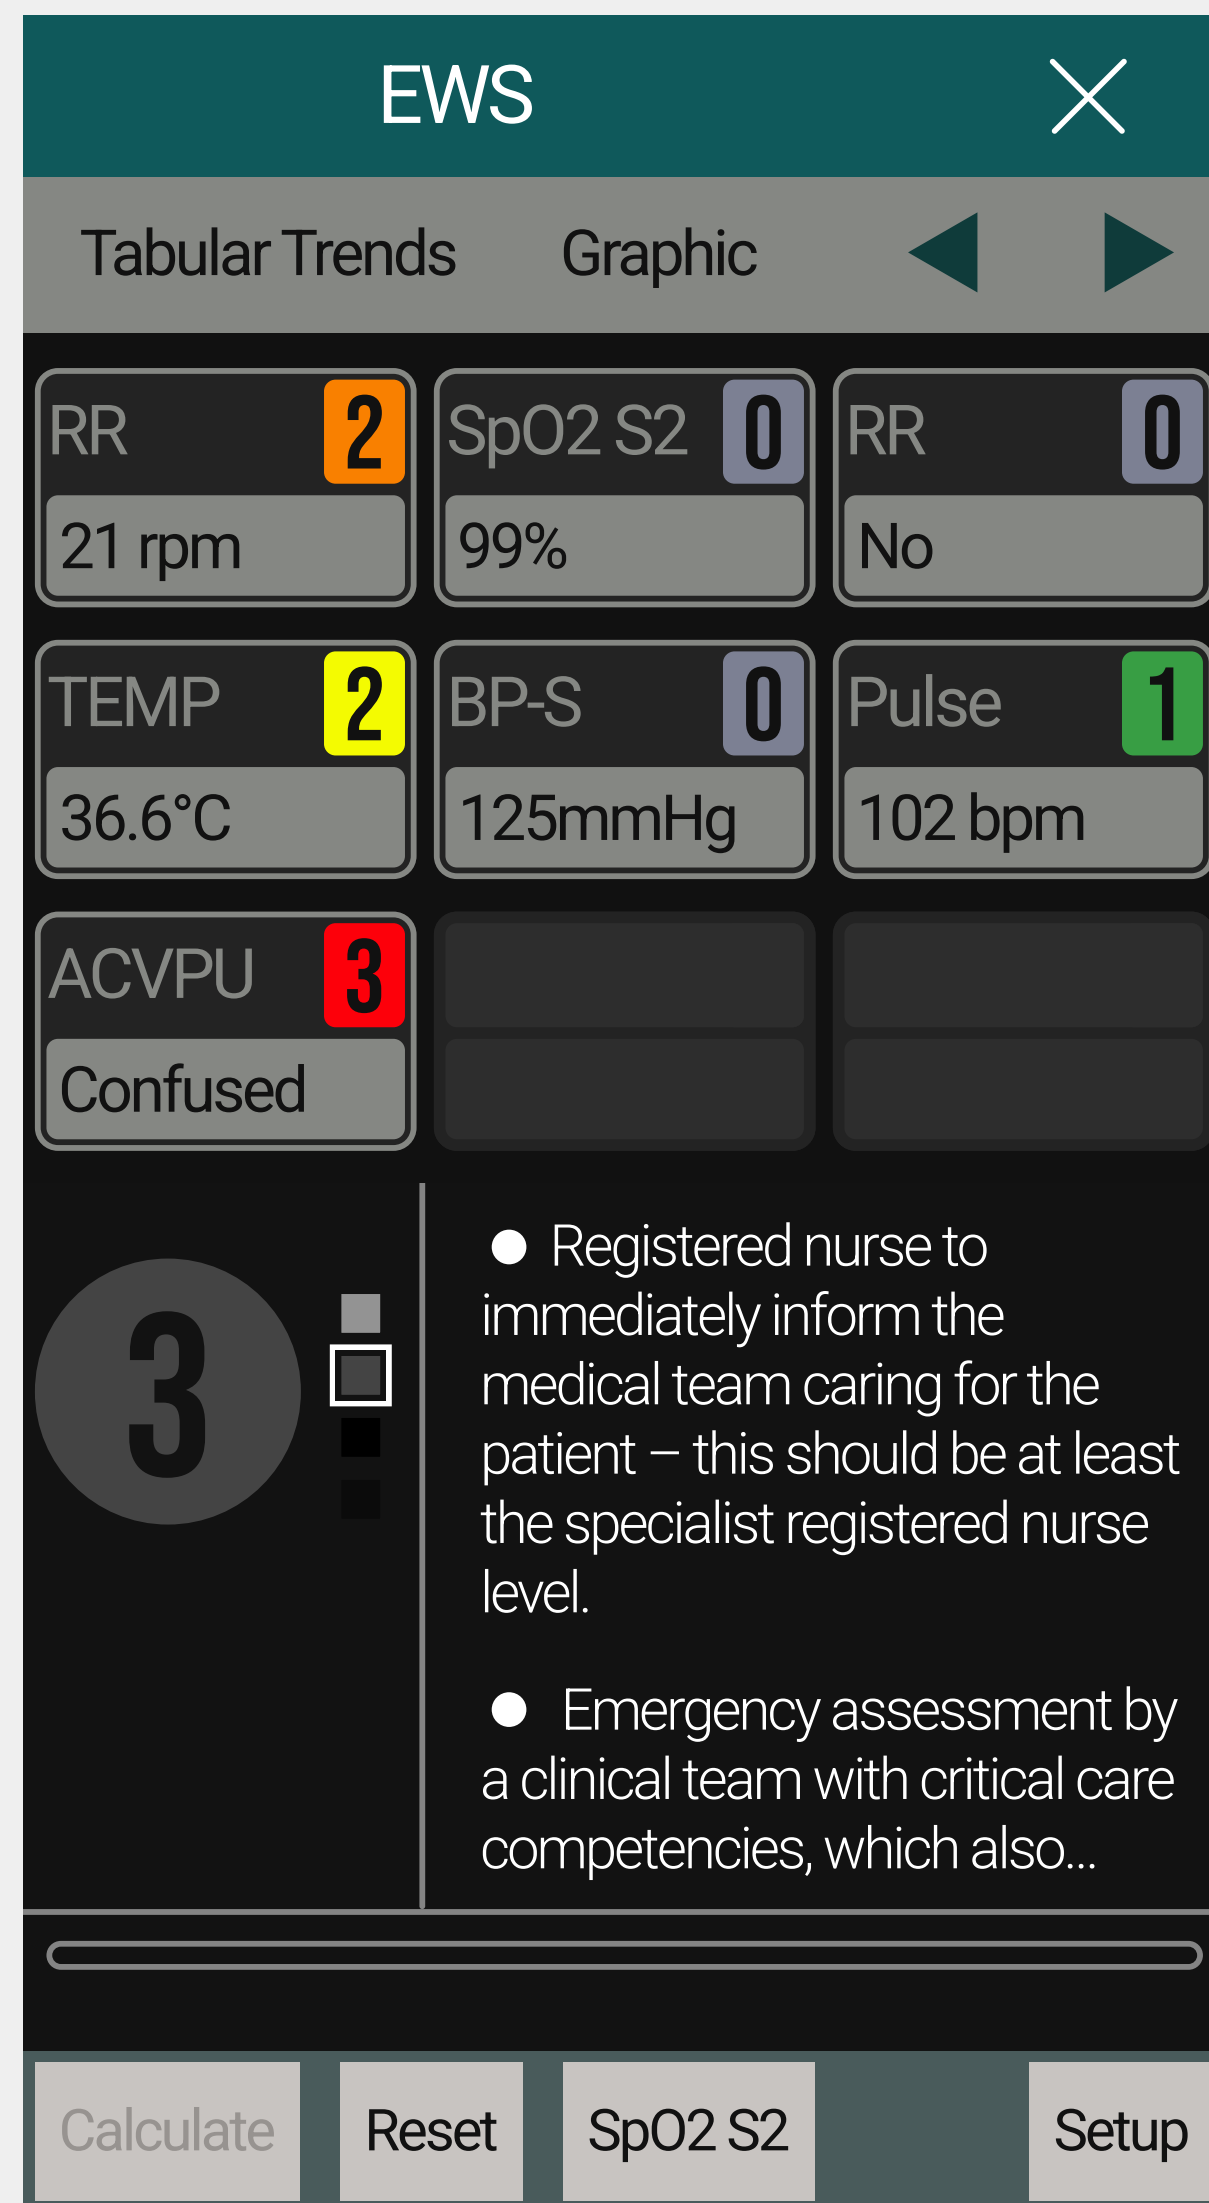 EWS
Tabular Trends Graphic
RR 2 SpO2 S2 0 RR 0
21 rpm 99% No
TEMP 2 BP-S 0 Pulse 1
36.6°C 125mmHg 102 bpm
ACVPU 3
Confused
3
● Registered nurse to
immediately inform the
medical team caring for the
patient – this should be at least
the specialist registered nurse
level.
● Emergency assessment by
a clinical team with critical care
competencies, which also...
Calculate Reset SpO2 S2 Setup